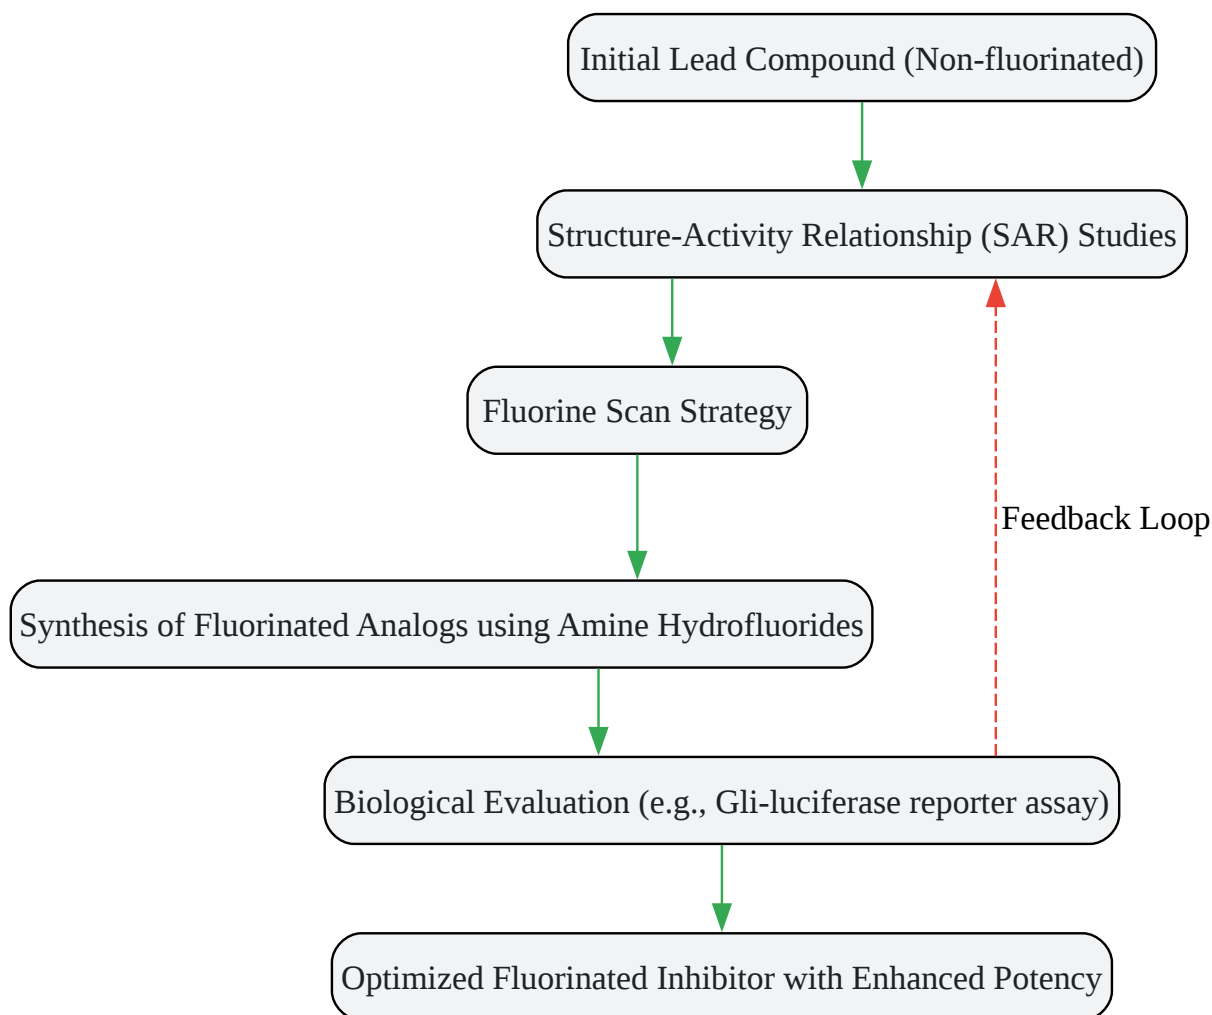 Initial Lead Compound (Non-fluorinated)
Structure-Activity Relationship (SAR) Studies
Fluorine Scan Strategy
Feedback Loop
Synthesis of Fluorinated Analogs using Amine Hydrofluorides
Biological Evaluation (e.g., Gli-luciferase reporter assay)
Optimized Fluorinated Inhibitor with Enhanced Potency